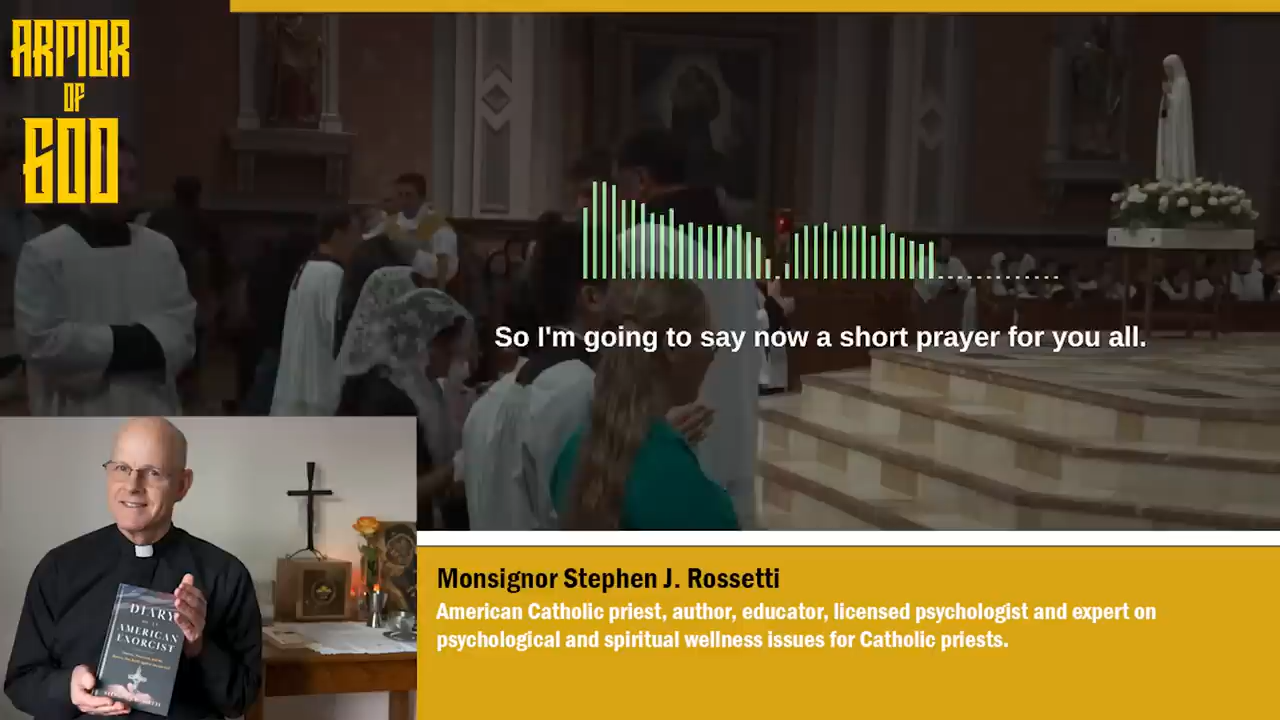 ARMOR
OF
GOD
So I'm going to say now a short prayer for you all.
DIARY
AMERICAN
EXORCIST
Monsignor Stephen J. Rossetti
American Catholic priest, author, educator, licensed psychologist and expert on
psychological and spiritual wellness issues for Catholic priests.